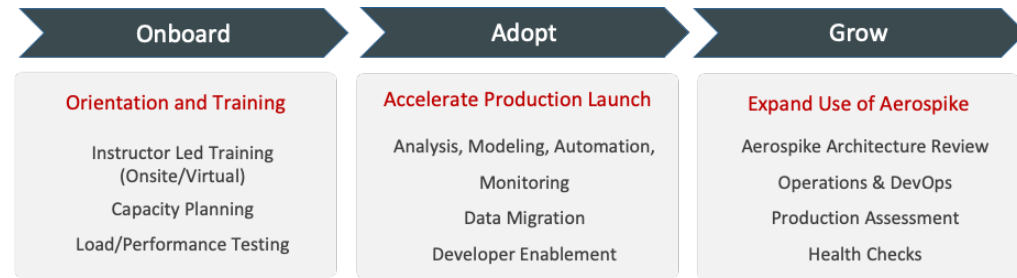 Onboard
Orientation and Training
Instructor Led Training
(Onsite/Virtual)
Capacity Planning
Load/Performance Testing
Adopt
Accelerate Production Launch
Analysis, Modeling, Automation,
Monitoring
Data Migration
Developer Enablement
Grow
Expand Use of Aerospike
Aerospike Architecture Review
Operations & DevOps
Production Assessment
Health Checks